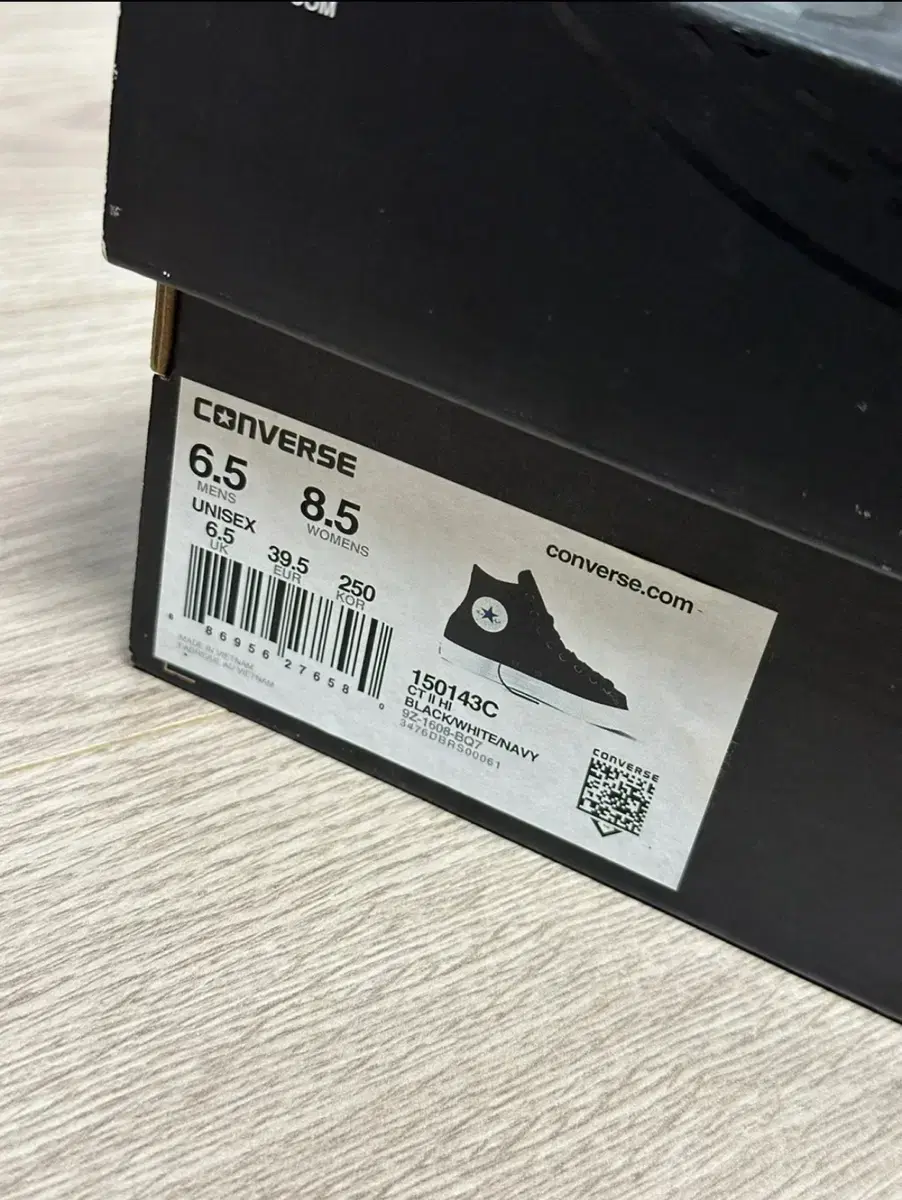 CONVERSE
6.5
MENS
8.5
WOMENS
UNISEX
6.5
UK
39.5
EUR
250
KOR
6 86956 27658 0
MADE IN VIETNAM
FABRIQUE AU VIETNAM
converse.com
150143C
CT II HI
BLACK/WHITE/NAVY
9Z-1608-BQ7
3476DBRS00061
CONVERSE